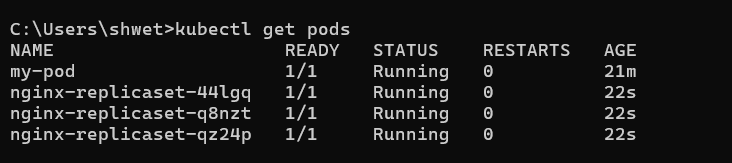 C:\Users\shwet>kubectl get pods
NAME                     READY   STATUS    RESTARTS   AGE
my-pod                   1/1     Running   0          21m
nginx-replicaset-44lgq   1/1     Running   0          22s
nginx-replicaset-q8nzt   1/1     Running   0          22s
nginx-replicaset-qz24p   1/1     Running   0          22s